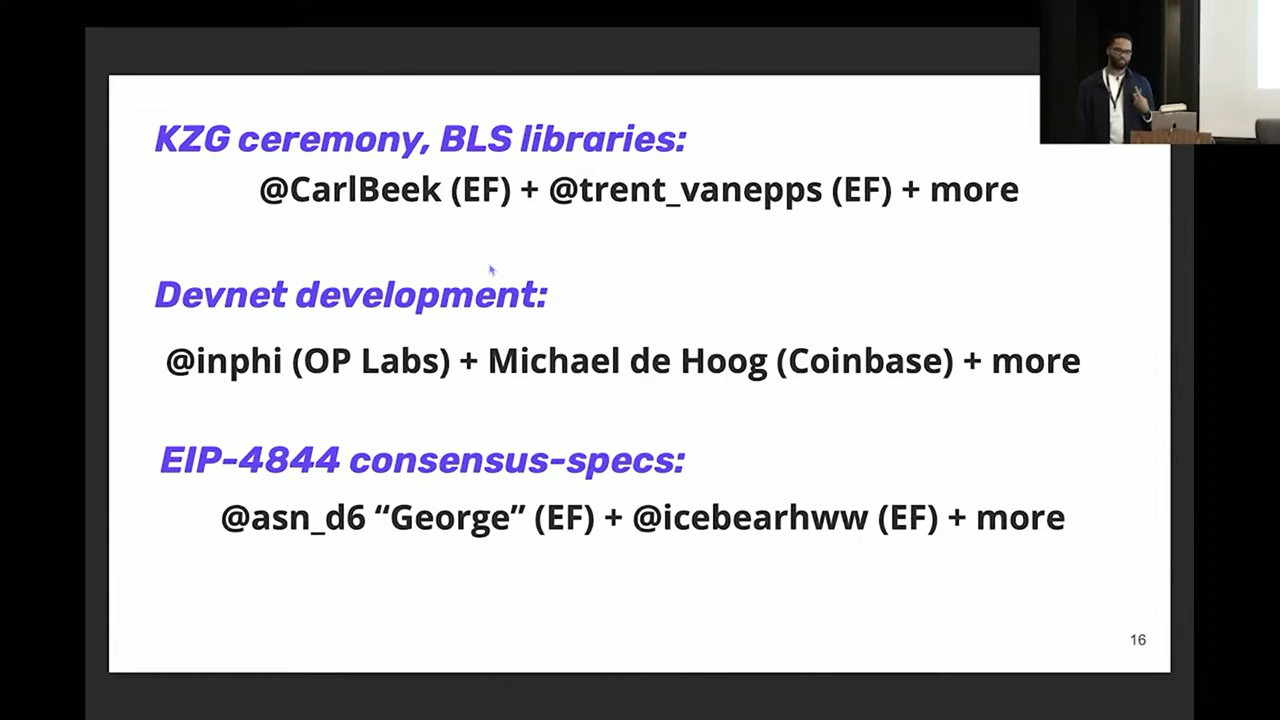 KZG ceremony, BLS libraries:
@CarlBeek (EF) + @trent_vanepps (EF) + more
Devnet development:
@inphi (OP Labs) + Michael de Hoog (Coinbase) + more
EIP-4844 consensus-specs:
@asn_d6 “George” (EF) + @icebearhww (EF) + more
16